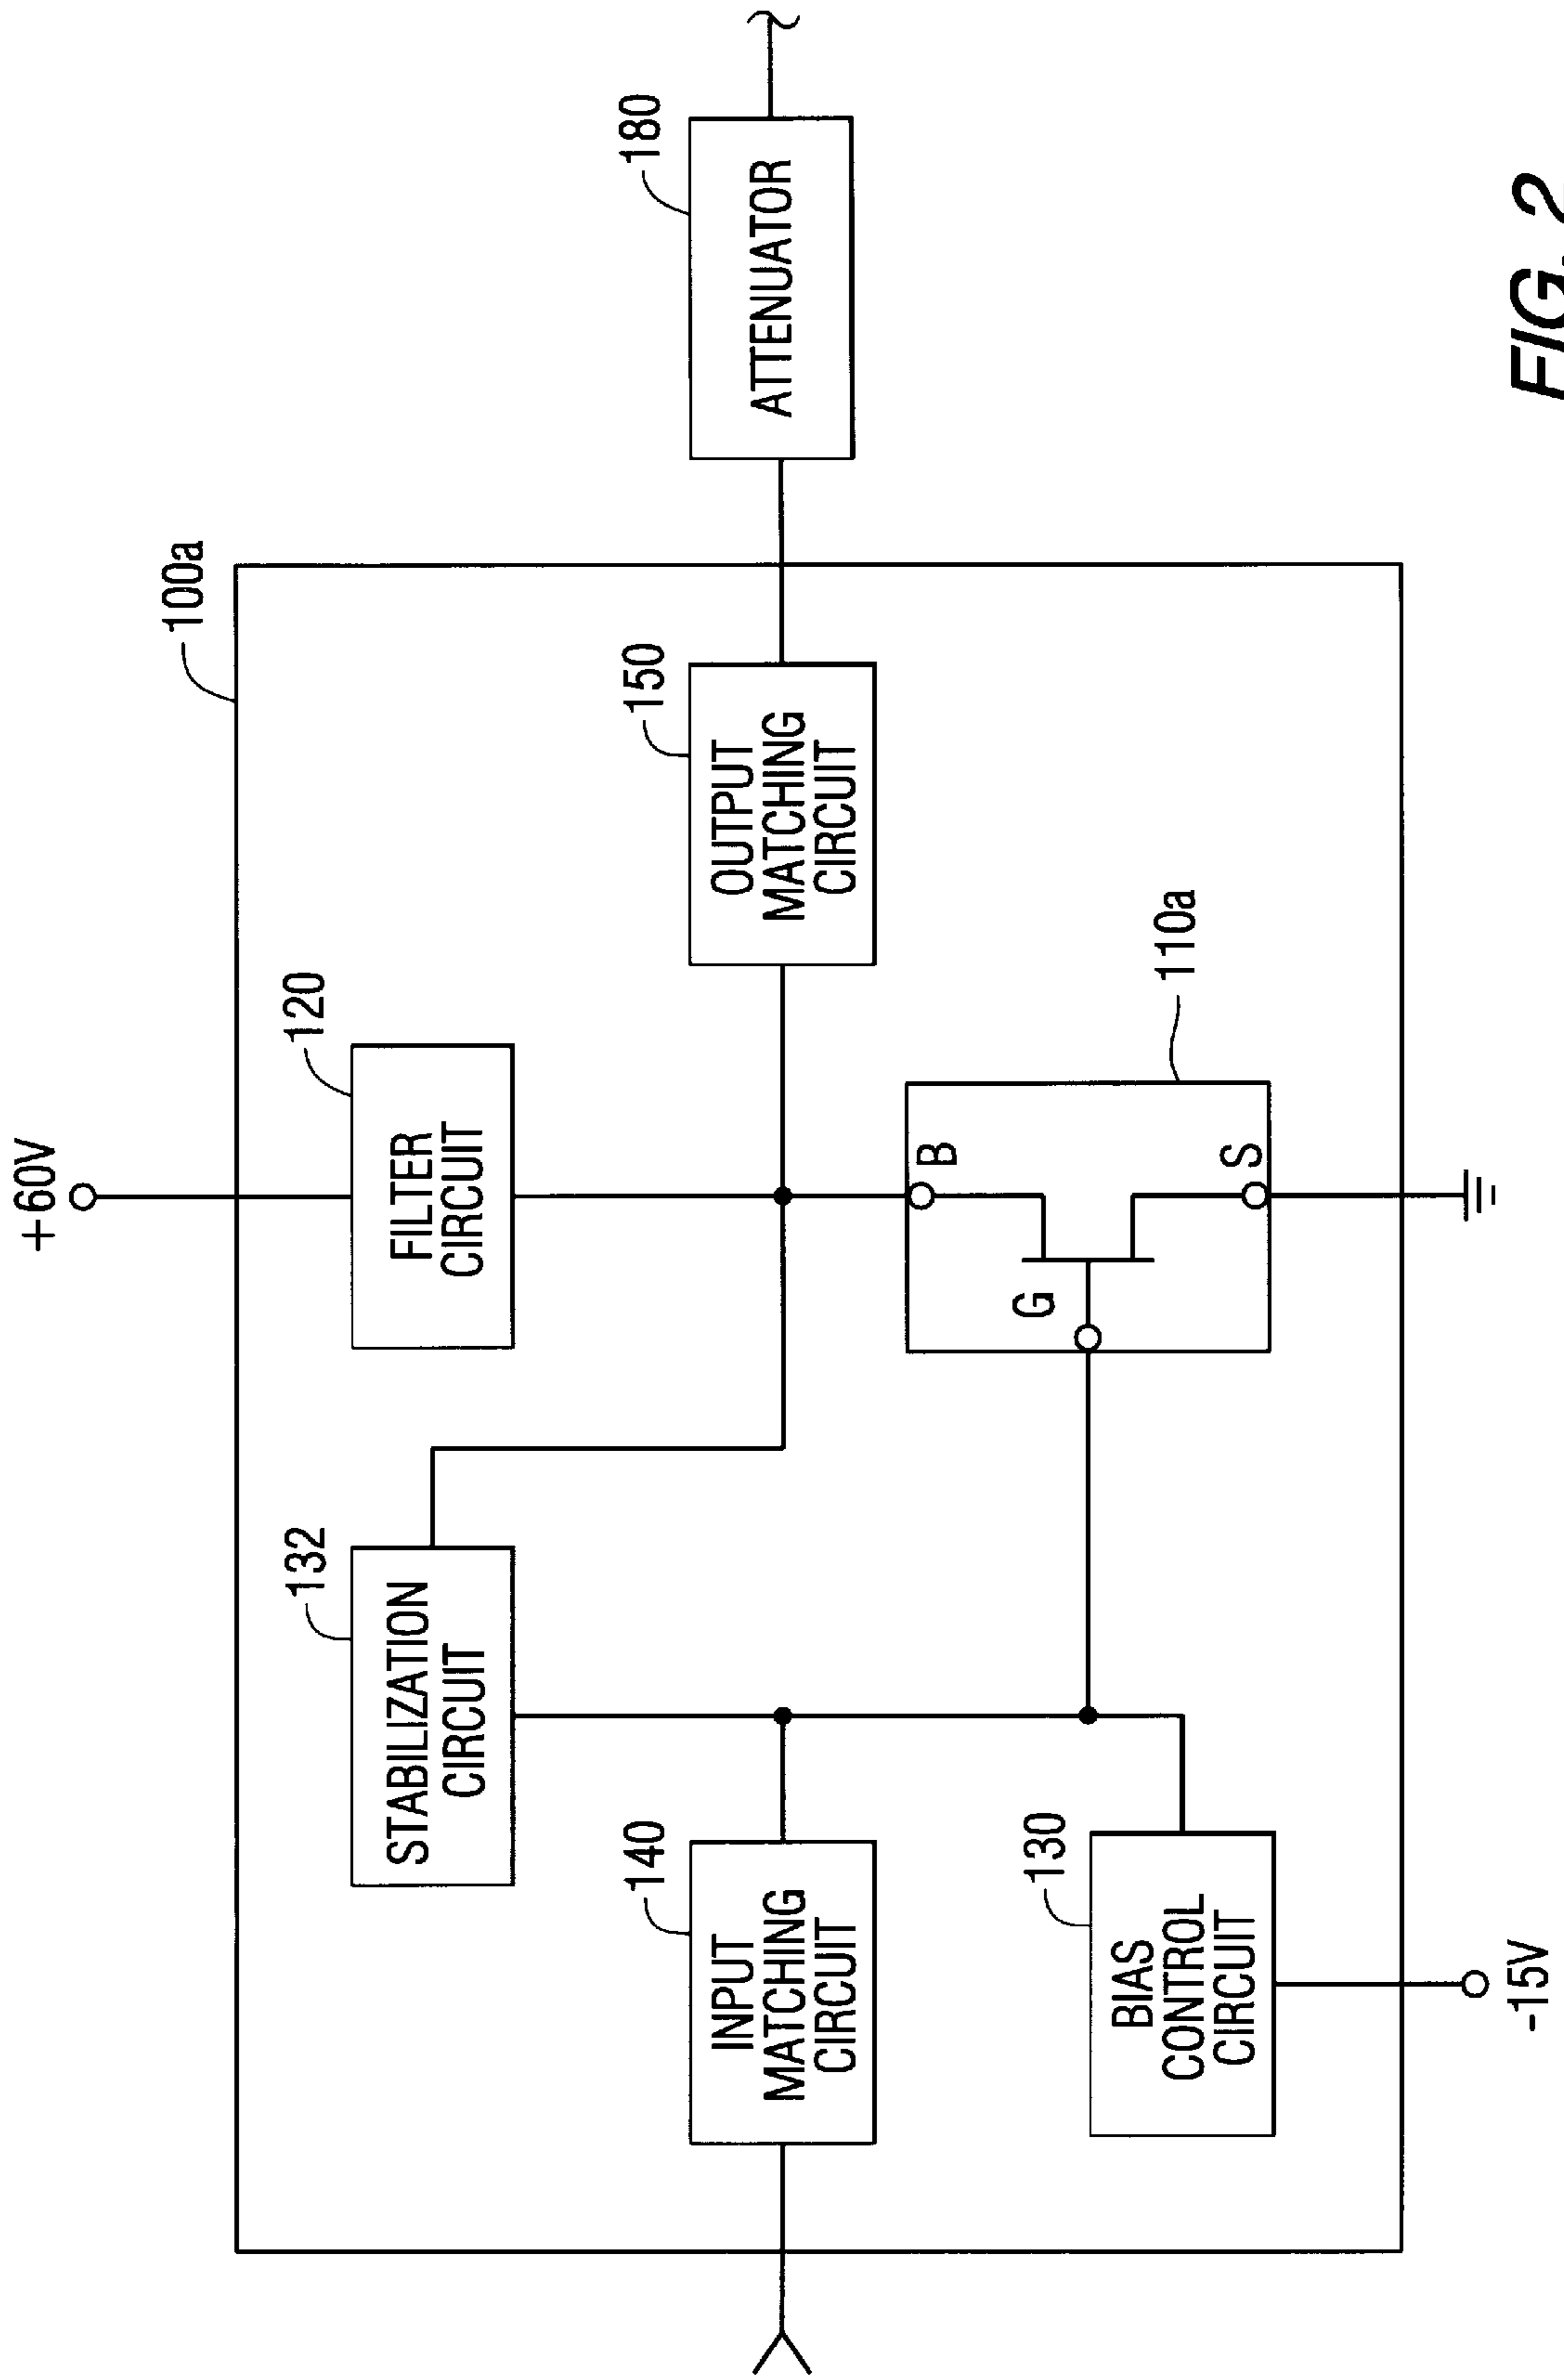 +60V
100a
120
FILTER
CIRCUIT
132
STABILIZATION
CIRCUIT
180
ATTENUATOR
150
OUTPUT
MATCHING
CIRCUIT
140
INPUT
MATCHING
CIRCUIT
B
G
S
110a
130
BIAS
CONTROL
CIRCUIT
-15V
FIG. 2